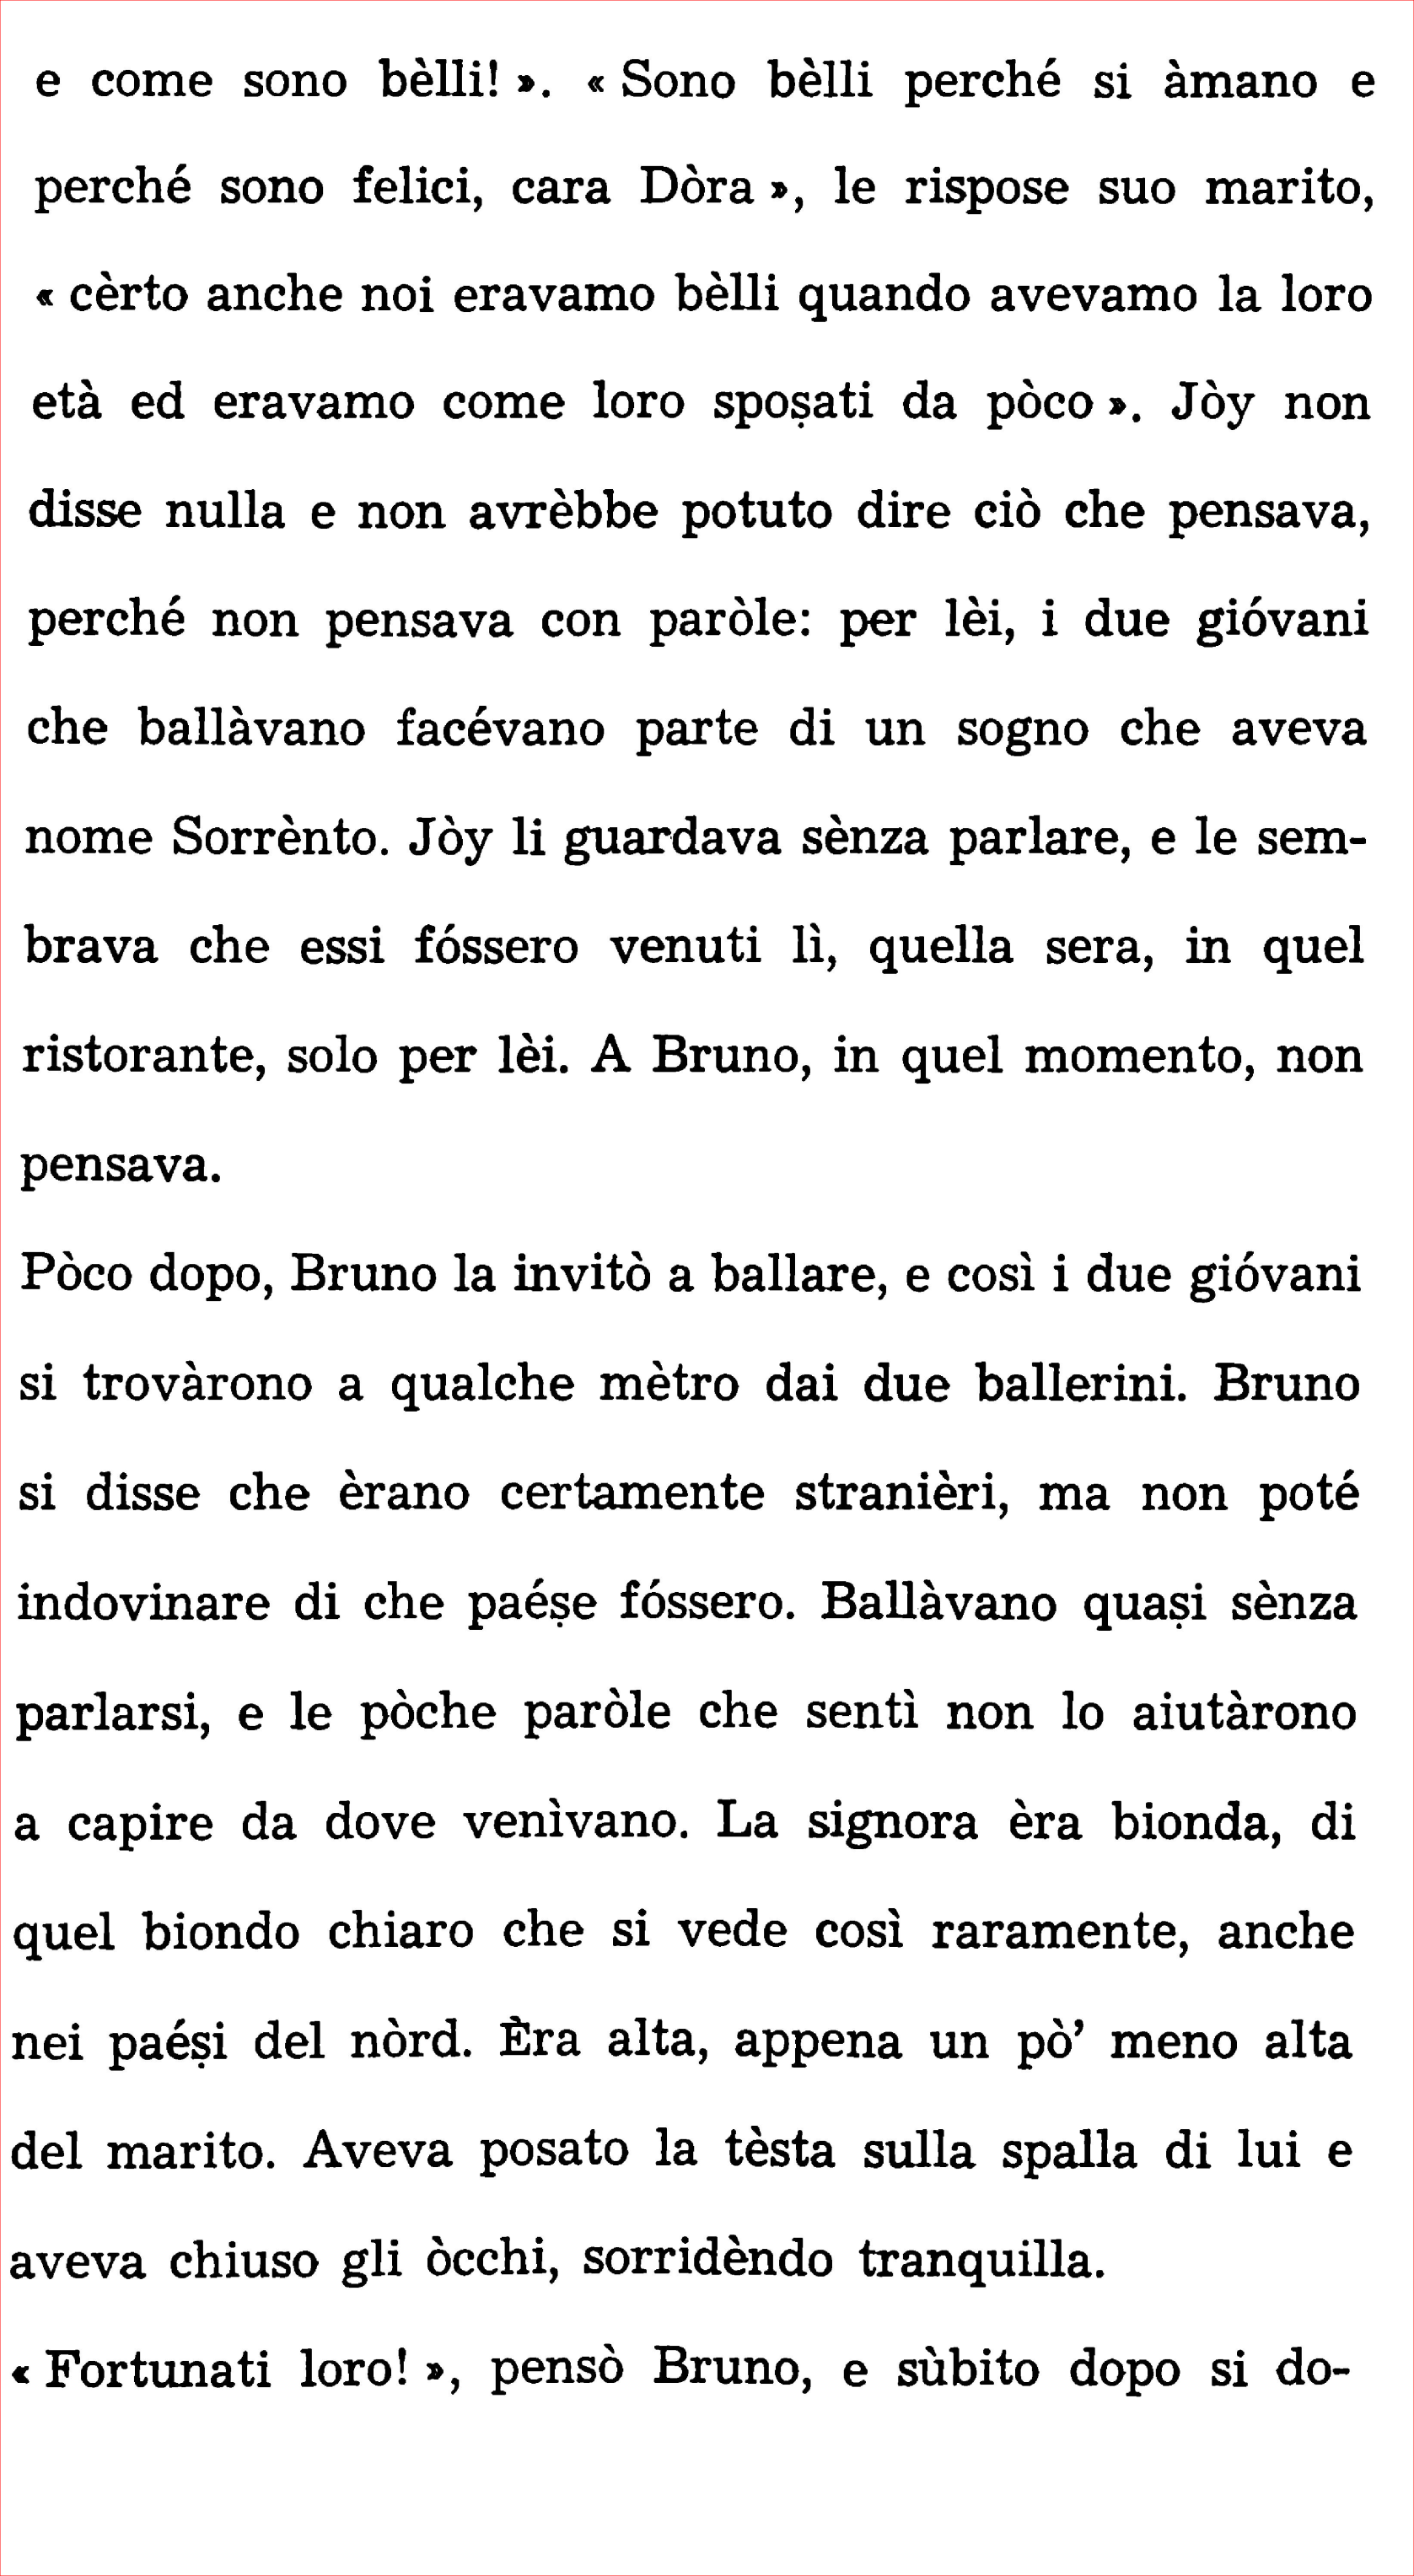 e come sono bèlli! ». « Sono bèlli perché si àmano e
perché sono felici, cara Dòra », le rispose suo marito,
« cèrto anche noi eravamo bèlli quando avevamo la loro
età ed eravamo come loro spoṣati da pòco ». Jòy non
disse nulla e non avrèbbe potuto dire ciò che pensava,
perché non pensava con paròle: per lèi, i due gióvani
che ballàvano facévano parte di un sogno che aveva
nome Sorrènto. Jòy li guardava sènza parlare, e le sem-
brava che essi fóssero venuti lì, quella sera, in quel
ristorante, solo per lèi. A Bruno, in quel momento, non
pensava.
Pòco dopo, Bruno la invitò a ballare, e così i due gióvani
si trovàrono a qualche mètro dai due ballerini. Bruno
si disse che èrano certamente stranièri, ma non poté
indovinare di che paéṣe fóssero. Ballàvano quaṣi sènza
parlarsi, e le pòche paròle che sentì non lo aiutàrono
a capire da dove venìvano. La signora èra bionda, di
quel biondo chiaro che si vede così raramente, anche
nei paéṣi del nòrd. Èra alta, appena un pò' meno alta
del marito. Aveva posato la tèsta sulla spalla di lui e
aveva chiuso gli òcchi, sorridèndo tranquilla.
« Fortunati loro! », pensò Bruno, e sùbito dopo si do-